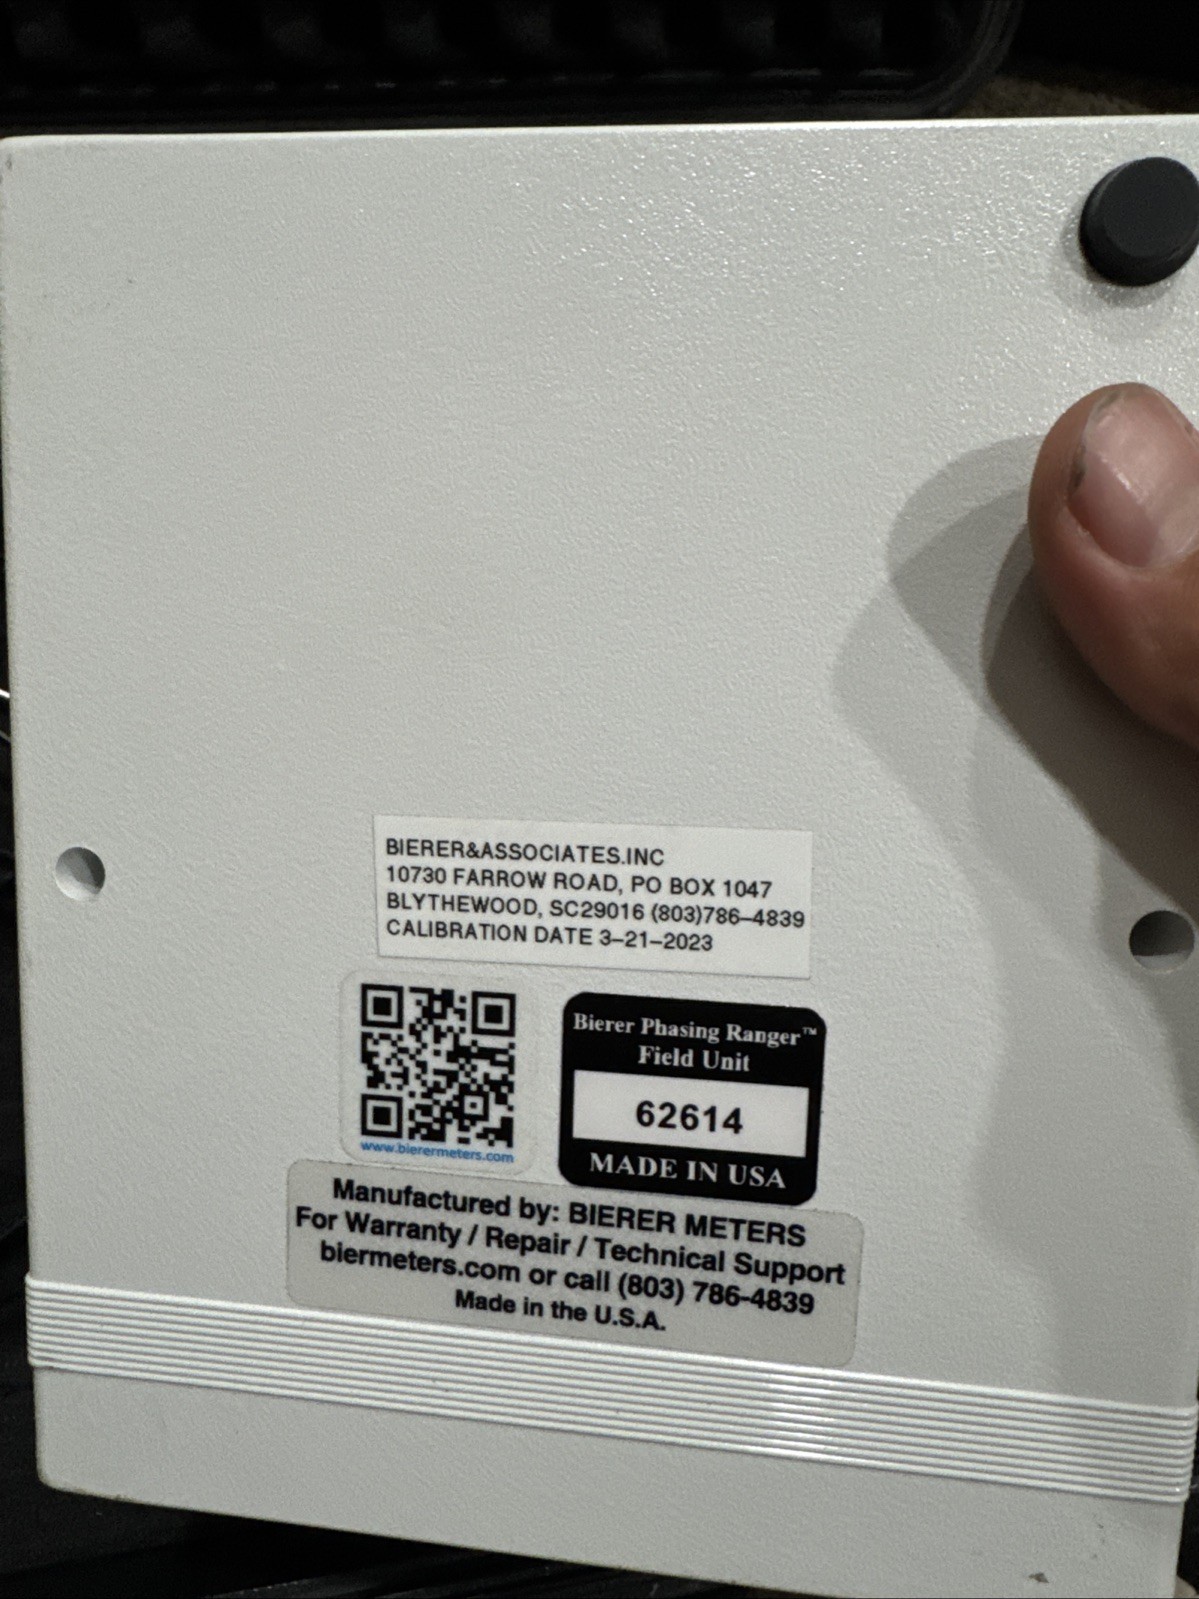 BIERER&ASSOCIATES.INC
10730 FARROW ROAD, PO BOX 1047
BLYTHEWOOD, SC29016 (803)786–4839
CALIBRATION DATE 3–21–2023
www.bierermeters.com
Bierer Phasing Ranger™
Field Unit
62614
MADE IN USA
Manufactured by: BIERER METERS
For Warranty / Repair / Technical Support
biermeters.com or call (803) 786-4839
Made in the U.S.A.